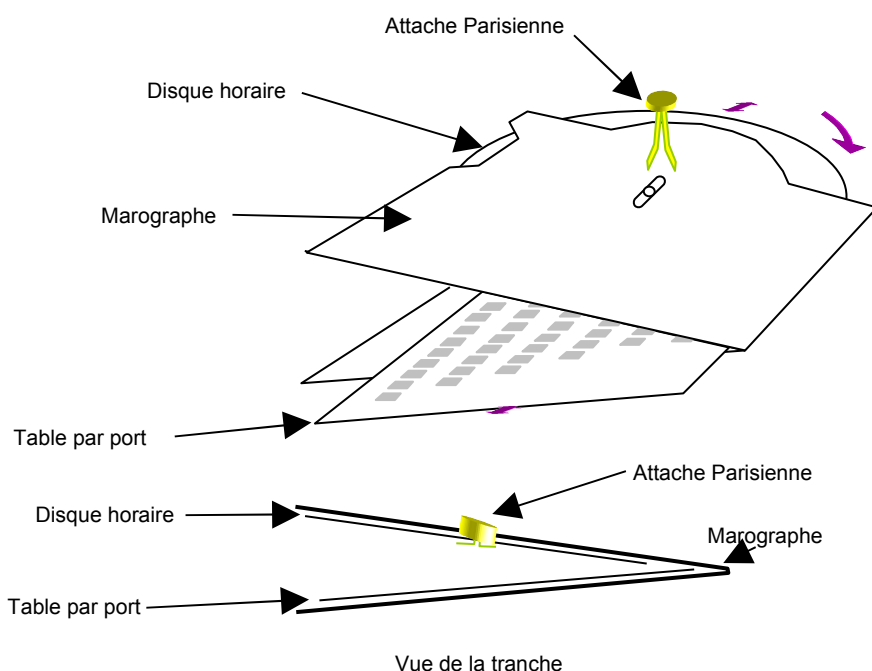 Attache Parisienne
Disque horaire
Marographe
Table par port
Attache Parisienne
Disque horaire
Marographe
Table par port
Vue de la tranche